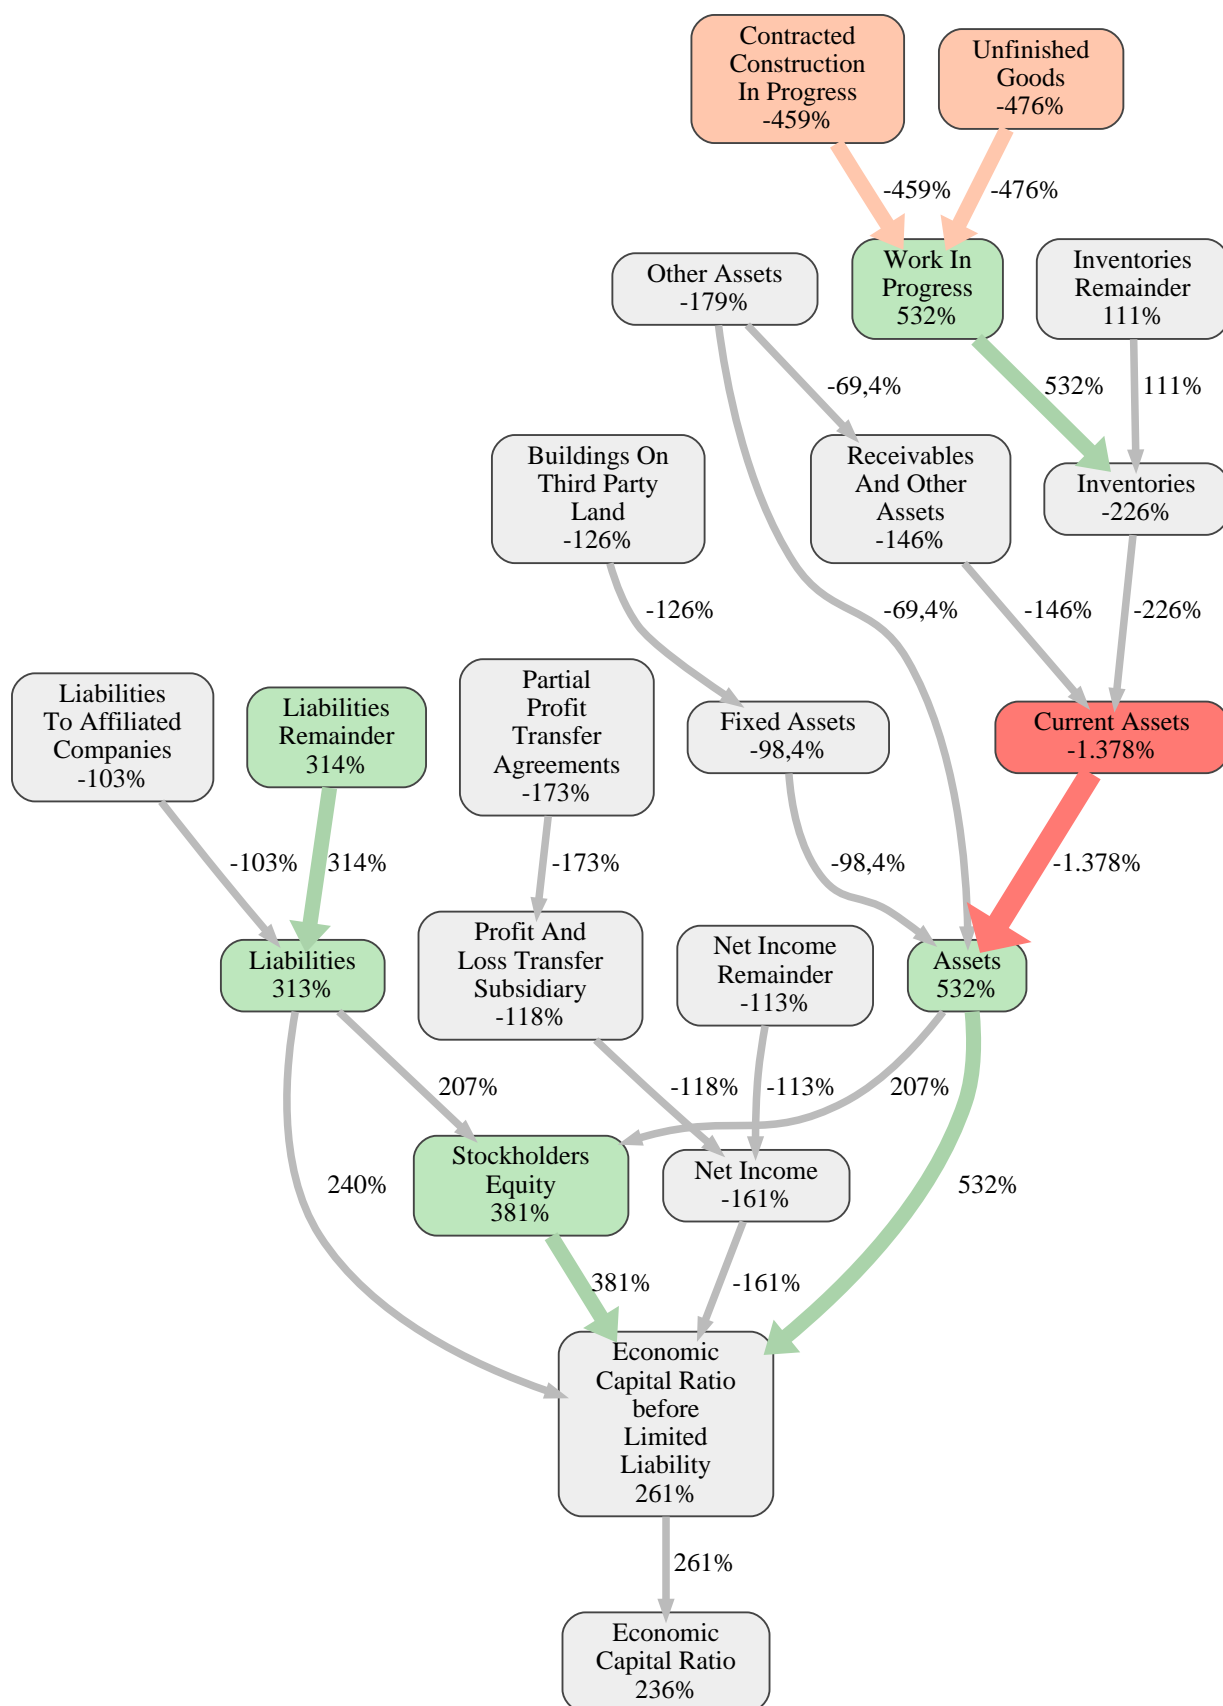 Contracted
Construction
In Progress
-459%
Unfinished
Goods
-476%
-459%
-476%
Other Assets
-179%
Work In
Progress
532%
Inventories
Remainder
111%
-69,4%
532%
111%
Buildings On
Third Party
Land
-126%
Receivables
And Other
Assets
-146%
Inventories
-226%
-126%
-69,4%
-146%
-226%
Liabilities
To Affiliated
Companies
-103%
Liabilities
Remainder
314%
Partial
Profit
Transfer
Agreements
-173%
Fixed Assets
-98,4%
Current Assets
-1.378%
-103%
314%
-173%
-98,4%
-1.378%
Liabilities
313%
Profit And
Loss Transfer
Subsidiary
-118%
Net Income
Remainder
-113%
Assets
532%
207%
-118%
-113%
207%
240%
Stockholders
Equity
381%
Net Income
-161%
532%
381%
-161%
Economic
Capital Ratio
before
Limited
Liability
261%
261%
Economic
Capital Ratio
236%